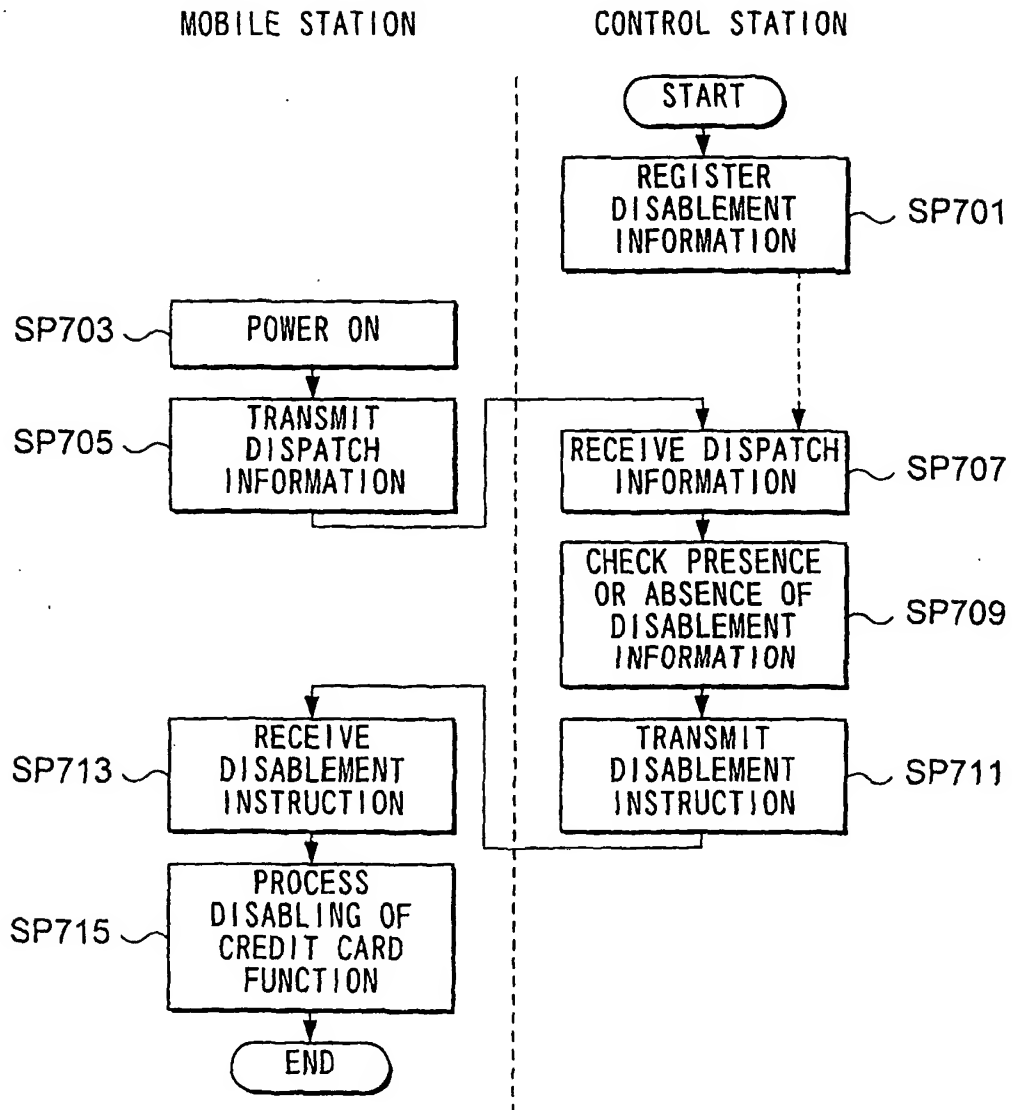 MOBILE STATION
CONTROL STATION
START
REGISTER
DISABLEMENT
INFORMATION
SP701
SP703
POWER ON
SP705
TRANSMIT
DISPATCH
INFORMATION
RECEIVE DISPATCH
INFORMATION
SP707
CHECK PRESENCE
OR ABSENCE OF
DISABLEMENT
INFORMATION
SP709
TRANSMIT
DISABLEMENT
INSTRUCTION
SP711
SP713
RECEIVE
DISABLEMENT
INSTRUCTION
SP715
PROCESS
DISABLING OF
CREDIT CARD
FUNCTION
END